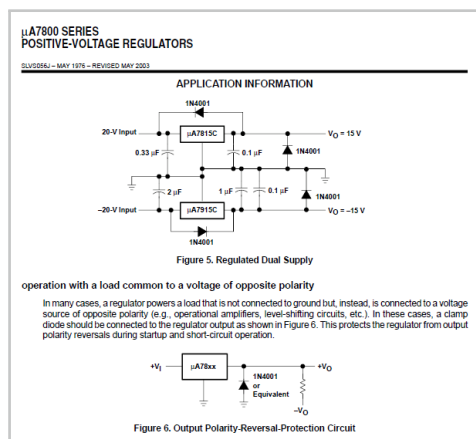 µA7800 SERIES
POSITIVE-VOLTAGE REGULATORS
SLVS056J – MAY 1976 – REVISED MAY 2003
APPLICATION INFORMATION
1N4001
20-V Input
µA7815C
VO = 15 V
0.33 µF
0.1 µF
1N4001
2 µF
1 µF
0.1 µF
1N4001
–20-V Input
µA7915C
VO = –15 V
1N4001
Figure 5. Regulated Dual Supply
operation with a load common to a voltage of opposite polarity
In many cases, a regulator powers a load that is not connected to ground but, instead, is connected to a voltage
source of opposite polarity (e.g., operational amplifiers, level-shifting circuits, etc.). In these cases, a clamp
diode should be connected to the regulator output as shown in Figure 6. This protects the regulator from output
polarity reversals during startup and short-circuit operation.
+VI
µA78xx
+VO
1N4001
or
Equivalent
–VO
Figure 6. Output Polarity-Reversal-Protection Circuit